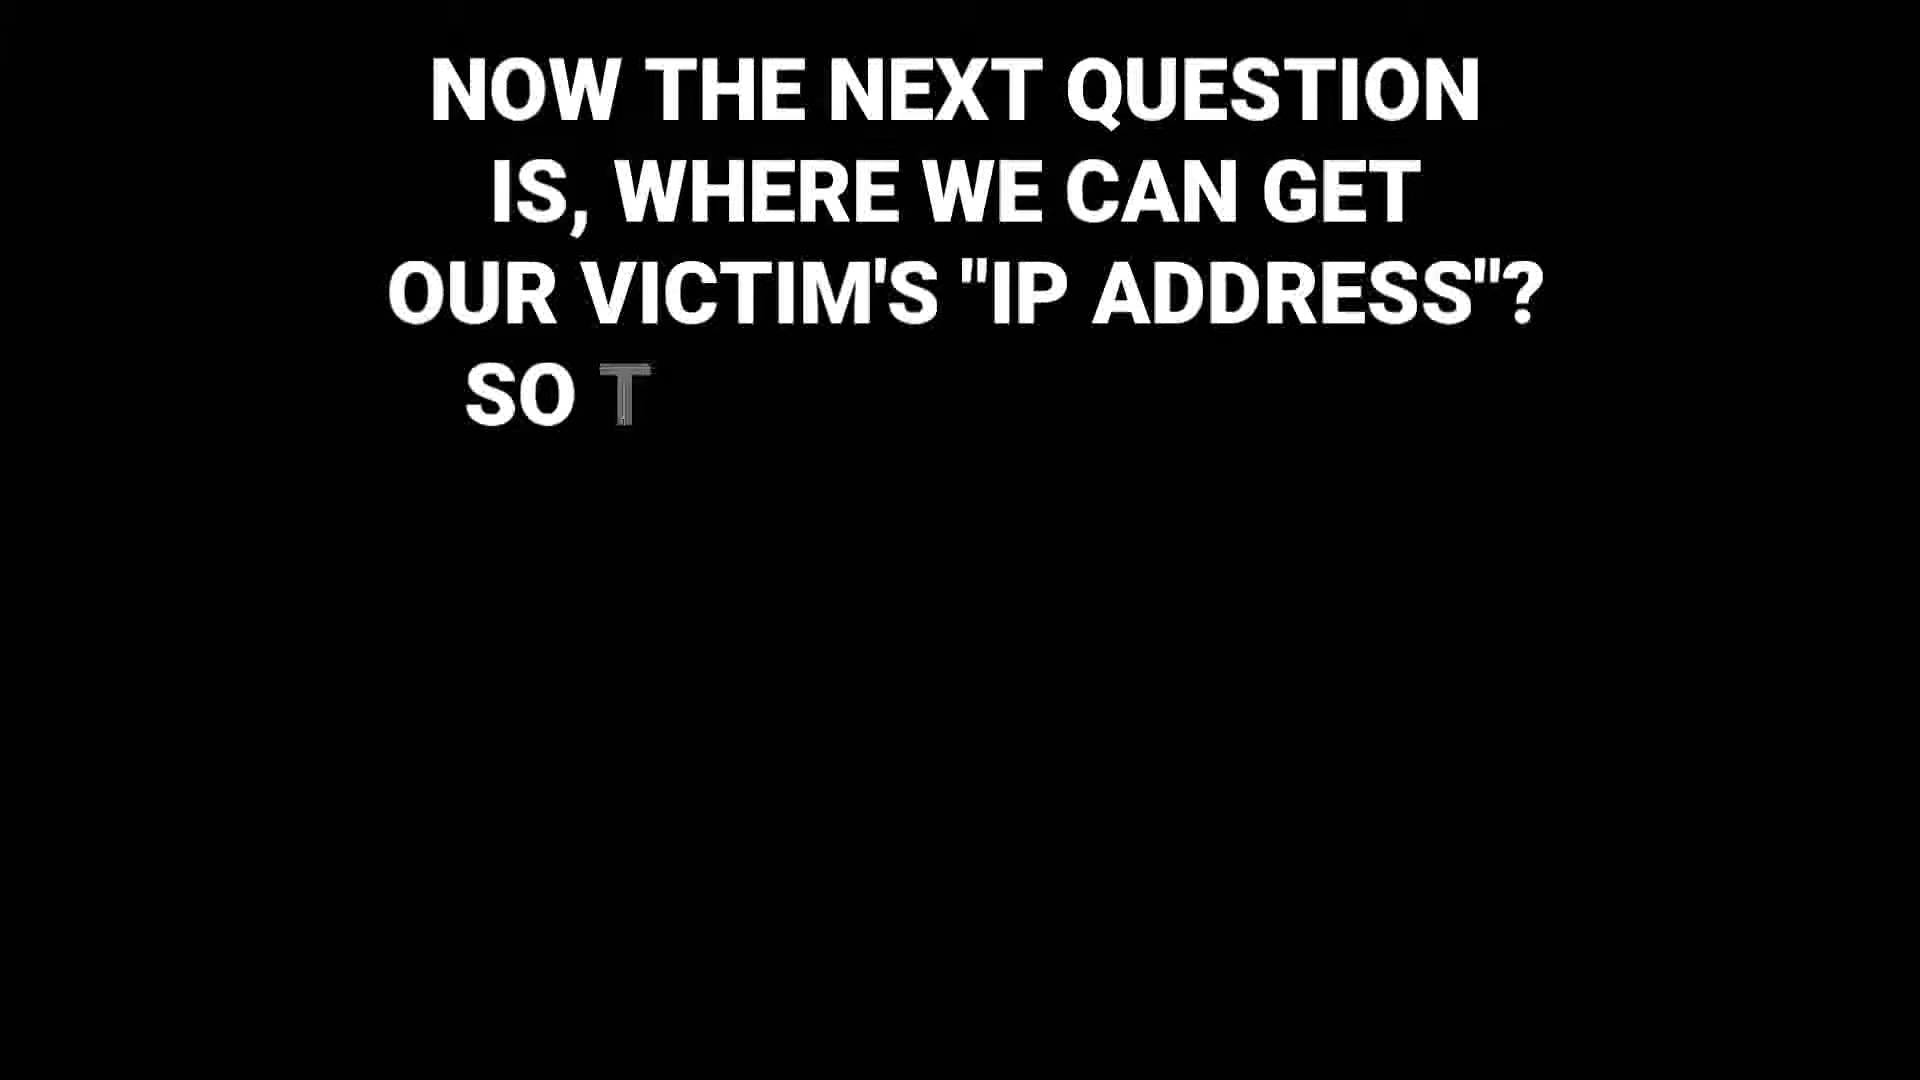 NOW THE NEXT QUESTION
IS, WHERE WE CAN GET
OUR VICTIM'S "IP ADDRESS"?
SO T